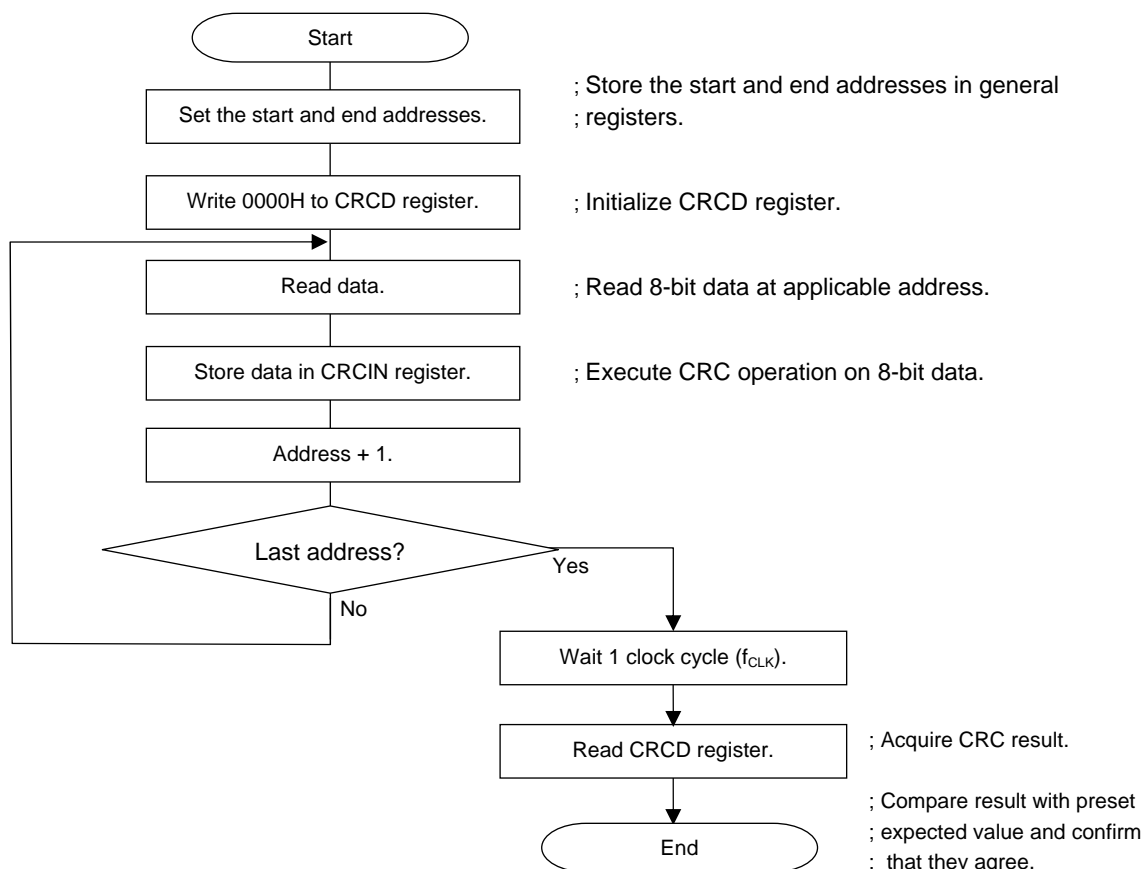 Start
Set the start and end addresses.
; Store the start and end addresses in general
; registers.
Write 0000H to CRCD register.
; Initialize CRCD register.
Read data.
; Read 8-bit data at applicable address.
Store data in CRCIN register.
; Execute CRC operation on 8-bit data.
Address + 1.
Last address?
Yes
No
Wait 1 clock cycle (fCLK).
Read CRCD register.
; Acquire CRC result.
; Compare result with preset
; expected value and confirm
; that they agree.
End